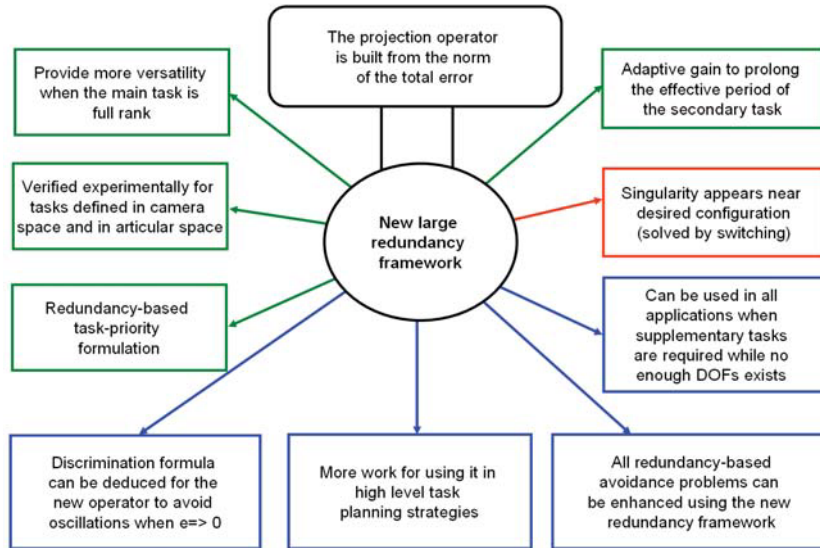 The projection operator
is built from the norm
of the total error
Provide more versatility
when the main task is
full rank
Adaptive gain to prolong
the effective period of
the secondary task
Verified experimentally for
tasks defined in camera
space and in articular space
New large
redundancy
framework
Singularity appears near
desired configuration
(solved by switching)
Redundancy-based
task-priority
formulation
Can be used in all
applications when
supplementary tasks
are required while no
enough DOFs exists
Discrimination formula
can be deduced for the
new operator to avoid
oscillations when e=> 0
More work for using it in
high level task
planning strategies
All redundancy-based
avoidance problems can
be enhanced using the new
redundancy framework